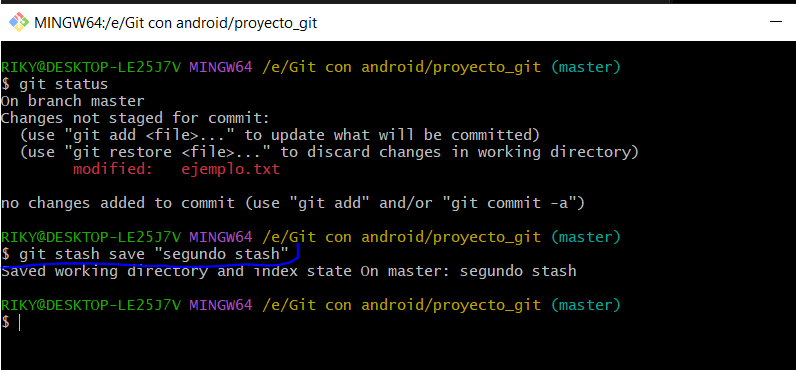 MINGW64:/e/Git con android/proyecto_git
RIKY@DESKTOP-LE25J7V MINGW64 /e/Git con android/proyecto_git (master)
$ git status
On branch master
Changes not staged for commit:
  (use "git add <file>..." to update what will be committed)
  (use "git restore <file>..." to discard changes in working directory)
        modified:   ejemplo.txt
no changes added to commit (use "git add" and/or "git commit -a")
RIKY@DESKTOP-LE25J7V MINGW64 /e/Git con android/proyecto_git (master)
$ git stash save "segundo stash"
Saved working directory and index state On master: segundo stash
RIKY@DESKTOP-LE25J7V MINGW64 /e/Git con android/proyecto_git (master)
$